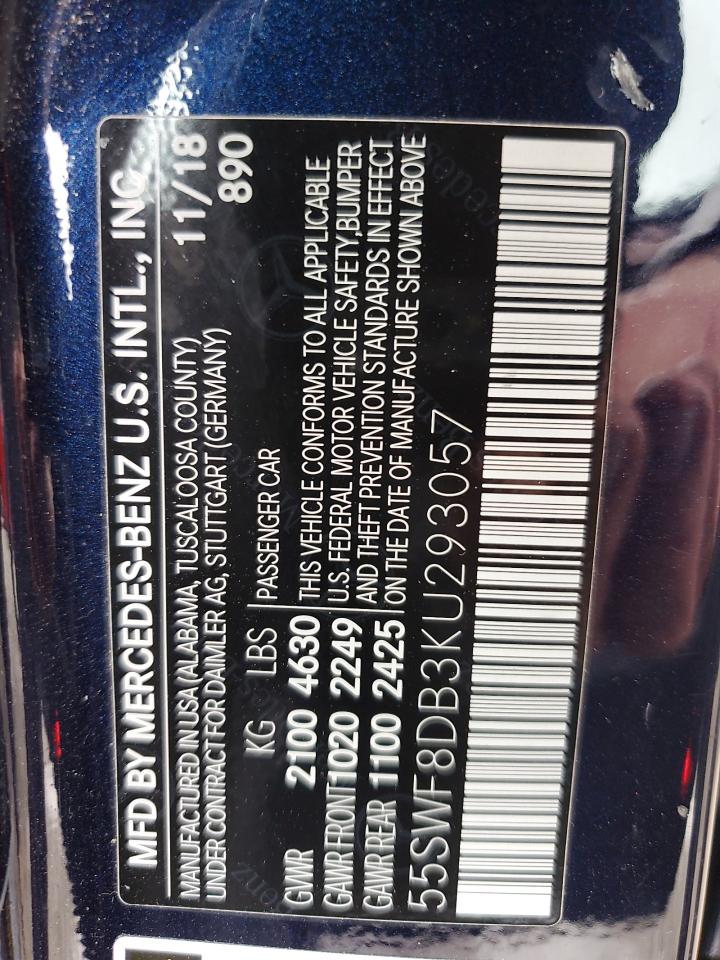 MFD BY MERCEDES-BENZ U.S. INTL., INC.
MANUFACTURED IN USA (ALABAMA, TUSCALOOSA COUNTY) 11/18
UNDER CONTRACT FOR DAIMLER AG, STUTTGART (GERMANY) 890
KG LBS PASSENGER CAR
GVWR 2100 4630 THIS VEHICLE CONFORMS TO ALL APPLICABLE
GAWR FRONT 1020 2249 U.S. FEDERAL MOTOR VEHICLE SAFETY,BUMPER
GAWR REAR 1100 2425 AND THEFT PREVENTION STANDARDS IN EFFECT
ON THE DATE OF MANUFACTURE SHOWN ABOVE
55SWF8DB3KU293057